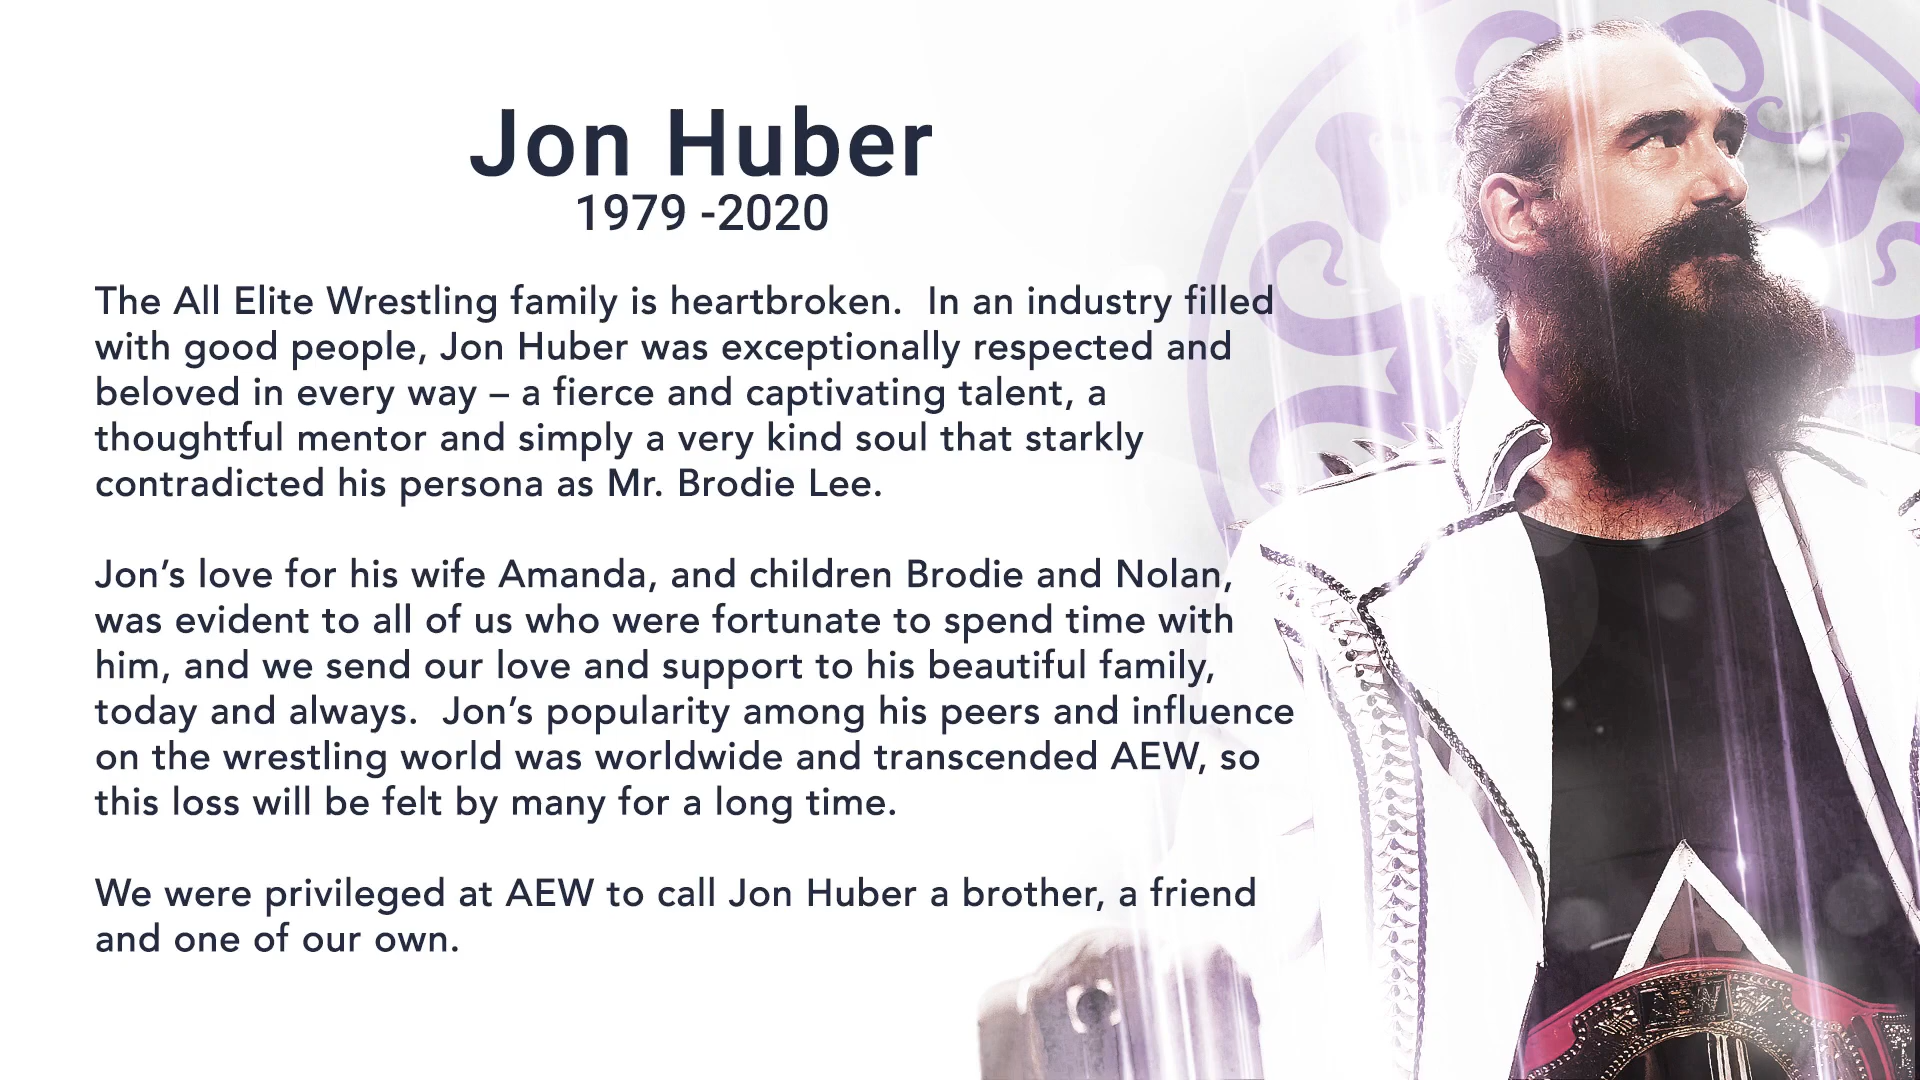 Jon Huber
1979 -2020
The All Elite Wrestling family is heartbroken.  In an industry filled
with good people, Jon Huber was exceptionally respected and
beloved in every way – a fierce and captivating talent, a
thoughtful mentor and simply a very kind soul that starkly
contradicted his persona as Mr. Brodie Lee.
Jon’s love for his wife Amanda, and children Brodie and Nolan,
was evident to all of us who were fortunate to spend time with
him, and we send our love and support to his beautiful family,
today and always.  Jon’s popularity among his peers and influence
on the wrestling world was worldwide and transcended AEW, so
this loss will be felt by many for a long time.
We were privileged at AEW to call Jon Huber a brother, a friend
and one of our own.
AEW